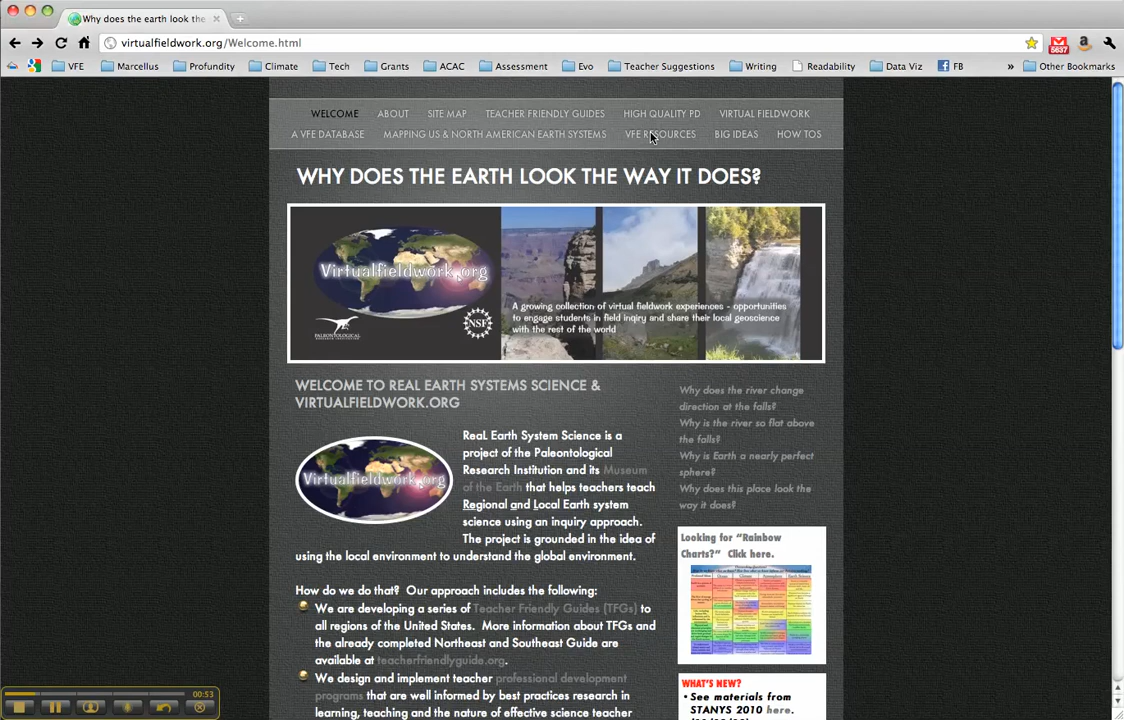 Why does the earth look the
virtualfieldwork.org/Welcome.html
5637
VFE Marcellus Profundity Climate Tech Grants ACAC Assessment Evo Teacher Suggestions Writing Readability Data Viz FB » Other Bookmarks
WELCOME ABOUT SITE MAP TEACHER FRIENDLY GUIDES HIGH QUALITY PD VIRTUAL FIELDWORK
A VFE DATABASE MAPPING US & NORTH AMERICAN EARTH SYSTEMS VFE RESOURCES BIG IDEAS HOW TOS
WHY DOES THE EARTH LOOK THE WAY IT DOES?
Virtualfieldwork.org
A growing collection of virtual fieldwork experiences - opportunities
to engage students in field inqiry and share their local geoscience
with the rest of the world
PALEONTOLOGICAL
RESEARCH INSTITUTION
NSF
WELCOME TO REAL EARTH SYSTEMS SCIENCE &
VIRTUALFIELDWORK.ORG
Virtualfieldwork.org
ReaL Earth System Science is a
project of the Paleontological
Research Institution and its Museum
of the Earth that helps teachers teach
Regional and Local Earth system
science using an inquiry approach.
The project is grounded in the idea of
using the local environment to understand the global environment.
How do we do that? Our approach includes the following:
We are developing a series of Teacher Friendly Guides (TFGs) to
all regions of the United States. More information about TFGs and
the already completed Northeast and Southeast Guide are
available at teacherfriendlyguide.org.
We design and implement teacher professional development
programs that are well informed by best practices research in
learning, teaching and the nature of effective science teacher
Why does the river change
direction at the falls?
Why is the river so flat above
the falls?
Why is Earth a nearly perfect
sphere?
Why does this place look the
way it does?
Looking for "Rainbow
Charts?" Click here.
WHAT'S NEW?
• See materials from
STANYS 2010 here.
00:53